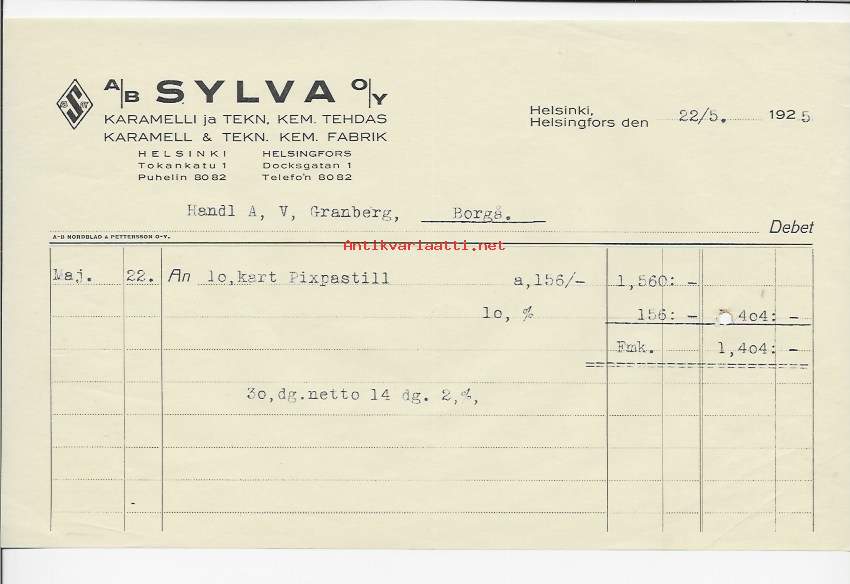 A/B SYLVA O/Y
KARAMELLI ja TEKN, KEM. TEHDAS
KARAMELL & TEKN. KEM. FABRIK
HELSINKI HELSINGFORS
Tokankatu 1 Docksgatan 1
Puhelin 8082 Telefon 8082
Helsinki,
Helsingfors den 22/5. 1925
Handl A, V, Granberg, Borgå.
Debet
A-B NORDBLAD & PETTERSSON O-Y.
Antikvariaatti.net
Maj. 22. An 10,kart Pixpastill a,156/- 1,560: -
10, % 156: - 404: -
Fmk. 1,404: -
30,dg.netto 14 dg. 2,%,